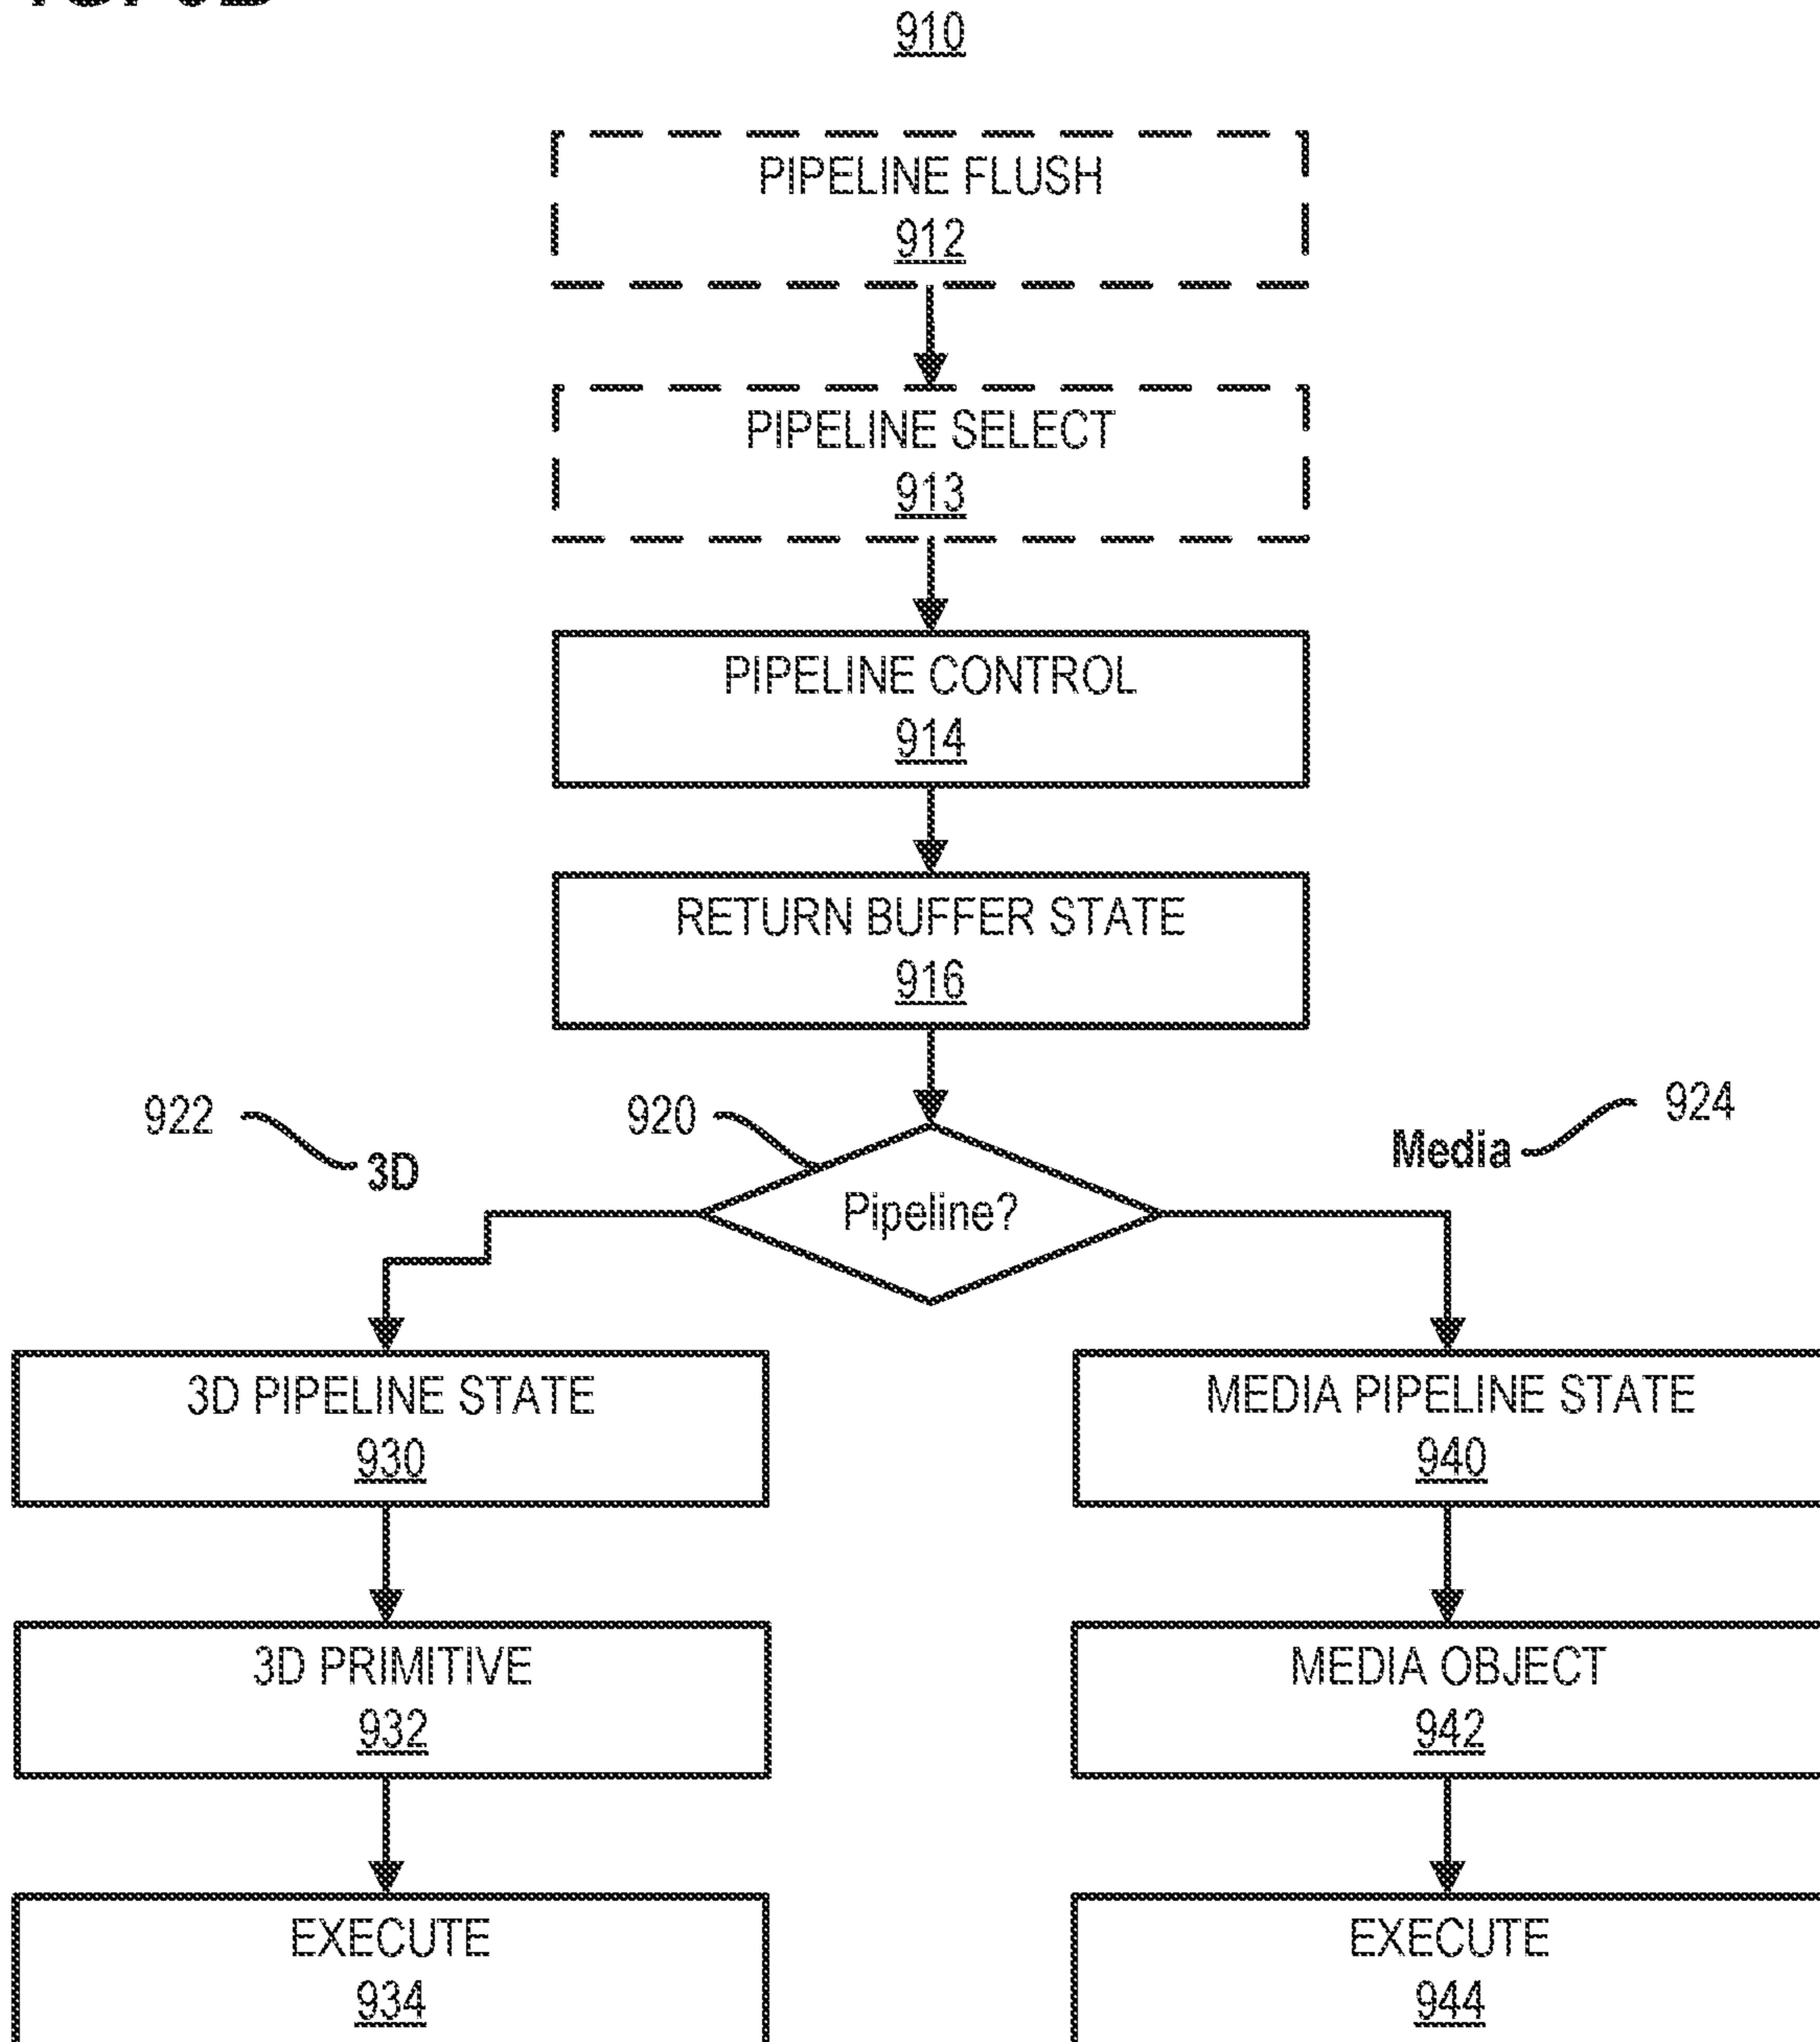 910
PIPELINE FLUSH
912
PIPELINE SELECT
913
PIPELINE CONTROL
914
RETURN BUFFER STATE
916
922
920
924
3D
Media
Pipeline?
3D PIPELINE STATE
930
MEDIA PIPELINE STATE
940
3D PRIMITIVE
932
MEDIA OBJECT
942
EXECUTE
934
EXECUTE
944